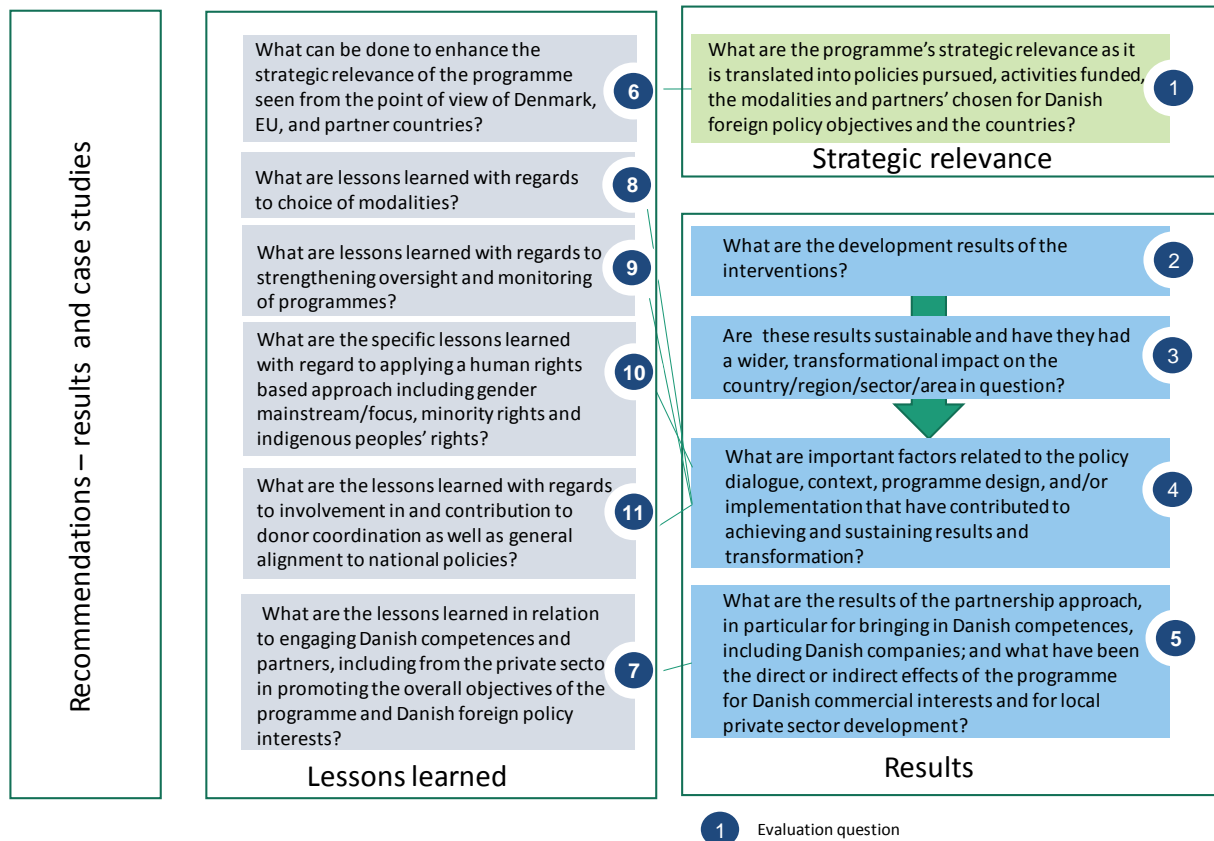 Recommendations – results and case studies
What can be done to enhance the
strategic relevance of the programme
seen from the point of view of Denmark,
EU, and partner countries?
6
What are lessons learned with regards
to choice of modalities?
8
What are lessons learned with regards to
strengthening oversight and monitoring
of programmes?
9
What are the specific lessons learned
with regard to applying a human rights
based approach including gender
mainstream/focus, minority rights and
indigenous peoples' rights?
10
What are the lessons learned with regards
to involvement in and contribution to
donor coordination as well as general
alignment to national policies?
11
What are the lessons learned in relation
to engaging Danish competences and
partners, including from the private secto
in promoting the overall objectives of the
programme and Danish foreign policy
interests?
7
Lessons learned
What are the programme's strategic relevance as it
is translated into policies pursued, activities funded,
the modalities and partners' chosen for Danish
foreign policy objectives and the countries?
1
Strategic relevance
What are the development results of the
interventions?
2
Are these results sustainable and have they had
a wider, transformational impact on the
country/region/sector/area in question?
3
What are important factors related to the policy
dialogue, context, programme design, and/or
implementation that have contributed to
achieving and sustaining results and
transformation?
4
What are the results of the partnership approach,
in particular for bringing in Danish competences,
including Danish companies; and what have been
the direct or indirect effects of the programme
for Danish commercial interests and for local
private sector development?
5
Results
1 Evaluation question